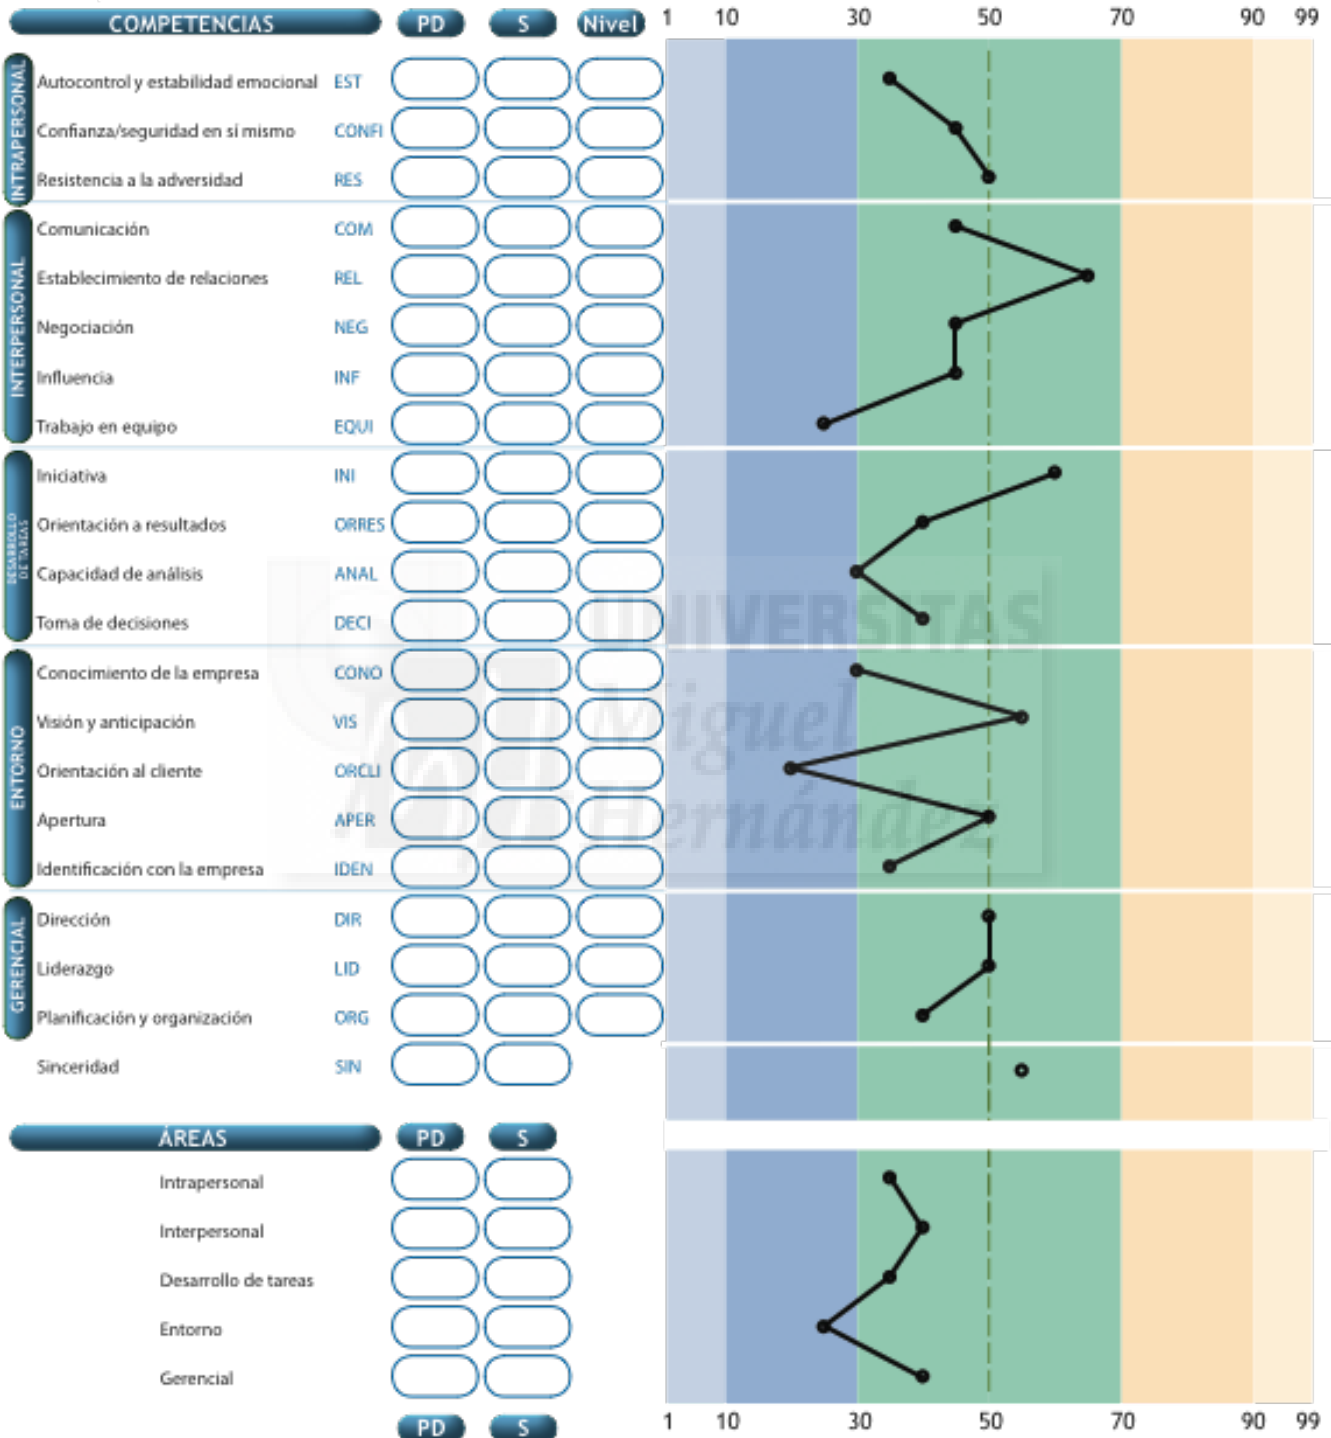 COMPETENCIAS PD S Nivel 1 10 30 50 70 90 99
INTRAPERSONAL
Autocontrol y estabilidad emocional EST
Confianza/seguridad en sí mismo CONFI
Resistencia a la adversidad RES
INTERPERSONAL
Comunicación COM
Establecimiento de relaciones REL
Negociación NEG
Influencia INF
Trabajo en equipo EQUI
DESARROLLO
DE TAREAS
Iniciativa INI
Orientación a resultados ORRES
Capacidad de análisis ANAL
Toma de decisiones DECI
UNIVERSITAS
Miguel
Hernández
ENTORNO
Conocimiento de la empresa CONO
Visión y anticipación VIS
Orientación al cliente ORCLI
Apertura APER
Identificación con la empresa IDEN
GERENCIAL
Dirección DIR
Liderazgo LID
Planificación y organización ORG
Sinceridad SIN
ÁREAS PD S
Intrapersonal
Interpersonal
Desarrollo de tareas
Entorno
Gerencial
PD S 1 10 30 50 70 90 99